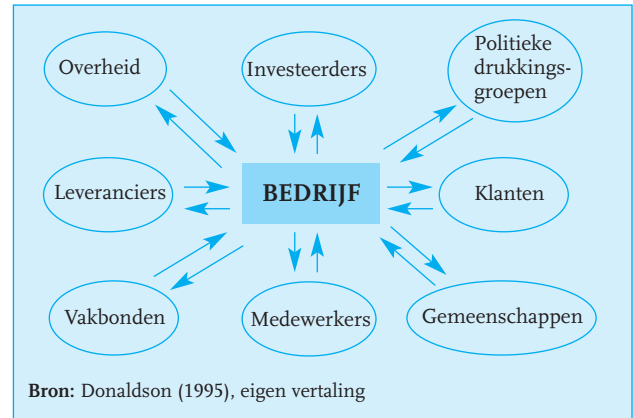 Overheid
Investeerders
Politieke
drukkings-
groepen
Leveranciers
BEDRIJF
Klanten
Vakbonden
Medewerkers
Gemeenschappen
Bron: Donaldson (1995), eigen vertaling